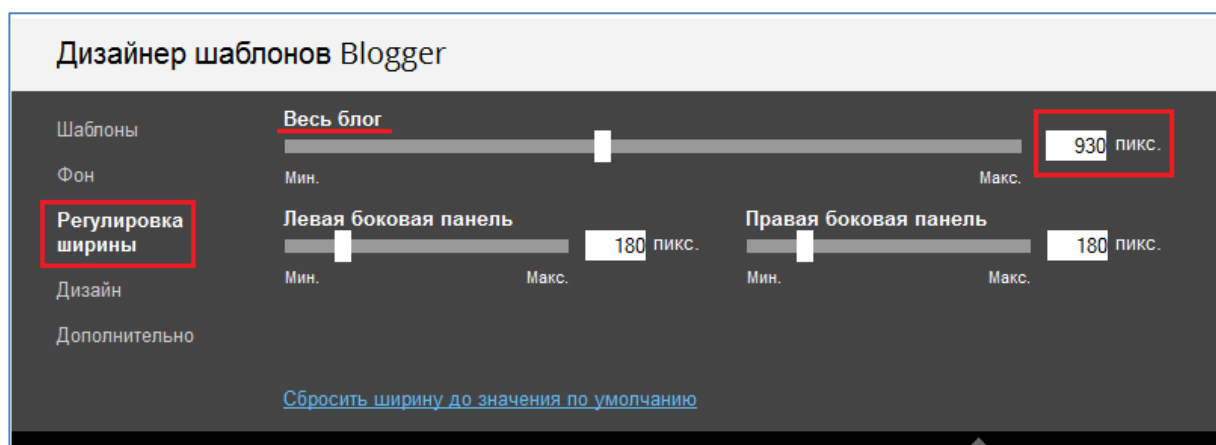 Дизайнер шаблонов Blogger
Шаблоны
Фон
Регулировка
ширины
Дизайн
Дополнительно
Весь блог
930 пикс.
Мин. Макс.
Левая боковая панель
180 пикс.
Мин. Макс.
Правая боковая панель
180 пикс.
Мин. Макс.
Сбросить ширину до значения по умолчанию